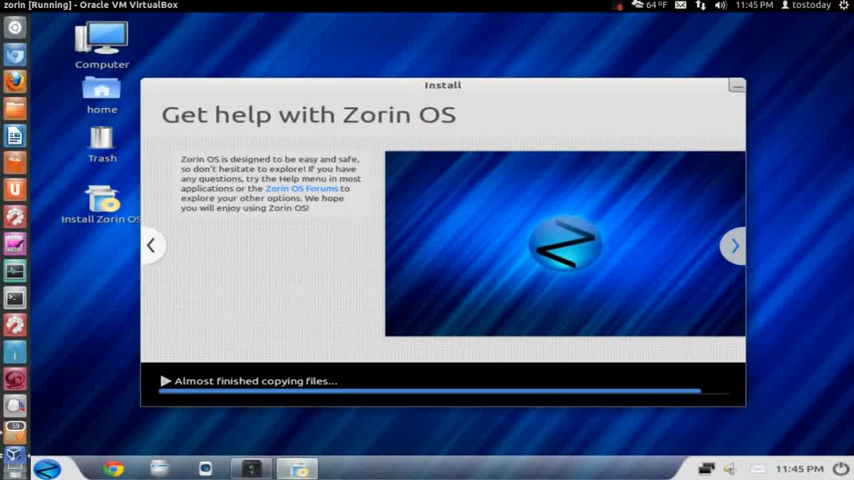 zorin [Running] - Oracle VM VirtualBox
64 °F
11:45 PM
tostoday
Computer
home
Trash
Install Zorin OS
Install
Get help with Zorin OS
Zorin OS is designed to be easy and safe,
so don't hesitate to explore! If you have
any questions, try the Help menu in most
applications or the Zorin OS Forums to
explore your other options. We hope
you will enjoy using Zorin OS!
Almost finished copying files...
59
11:45 PM